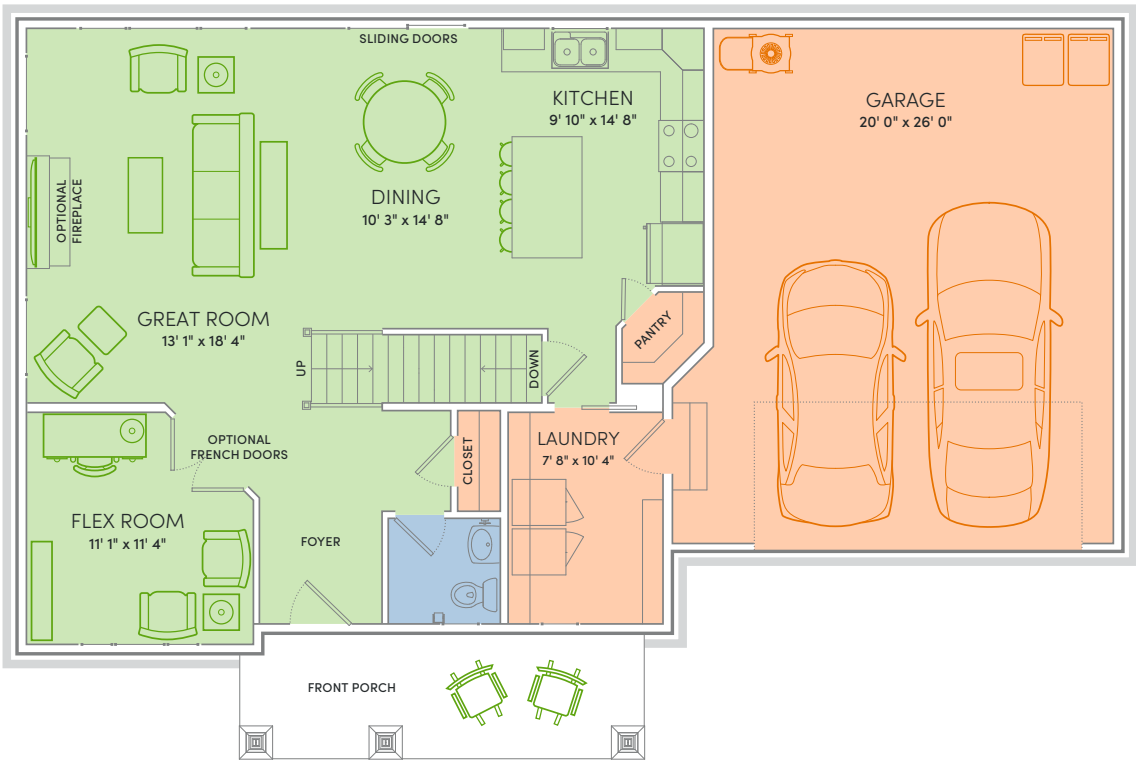 SLIDING DOORS
KITCHEN
9' 10" x 14' 8"
GARAGE
20' 0" x 26' 0"
DINING
10' 3" x 14' 8"
OPTIONAL
FIREPLACE
GREAT ROOM
13' 1" x 18' 4"
PANTRY
UP
DOWN
OPTIONAL
FRENCH DOORS
CLOSET
LAUNDRY
7' 8" x 10' 4"
FLEX ROOM
11' 1" x 11' 4"
FOYER
FRONT PORCH